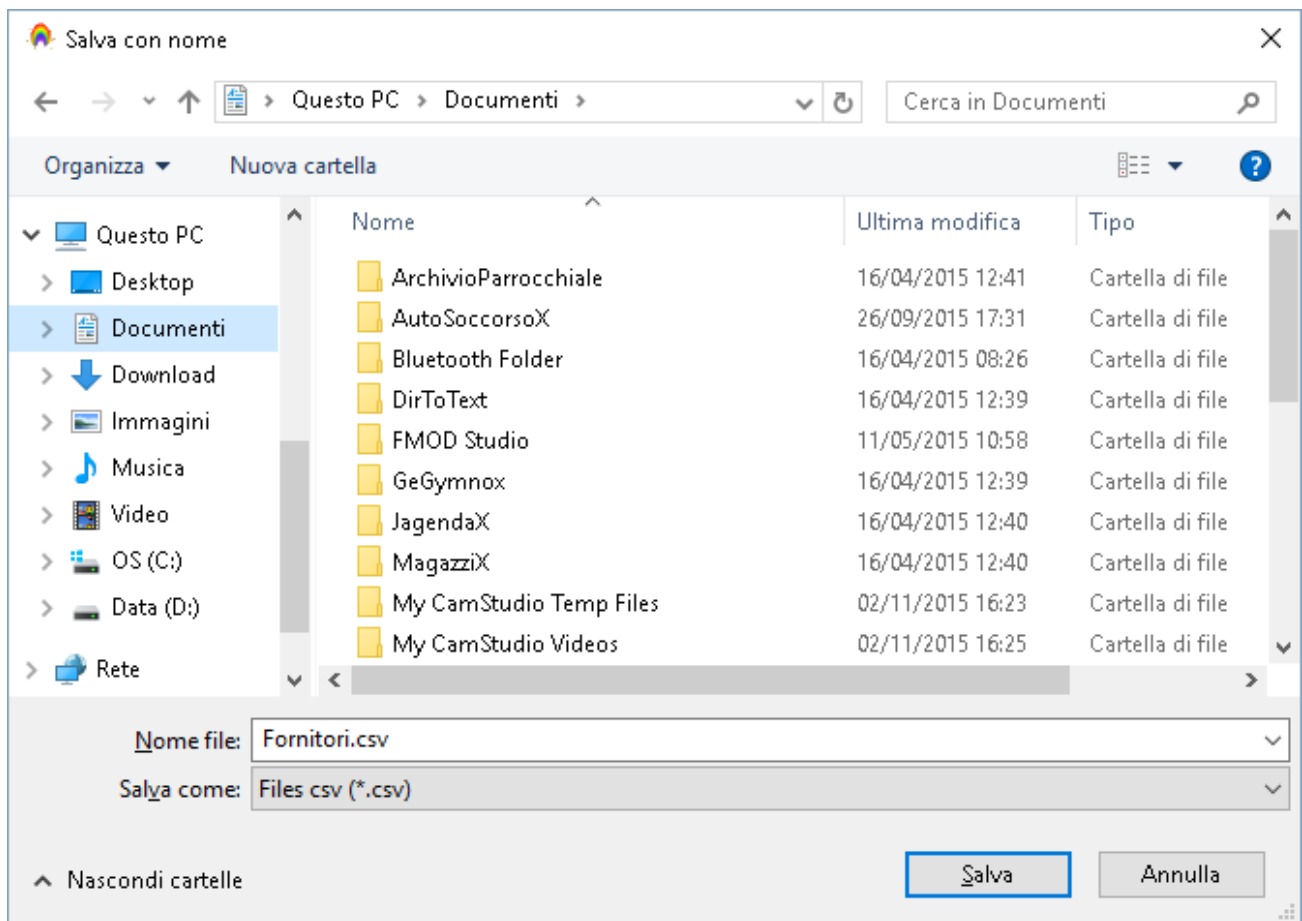 Salva con nome
Questo PC > Documenti >
Cerca in Documenti
Organizza
Nuova cartella
?
Questo PC
Desktop
Documenti
Download
Immagini
Musica
Video
OS (C:)
Data (D:)
Rete
Nome Ultima modifica Tipo
ArchivioParrocchiale 16/04/2015 12:41 Cartella di file
AutoSoccorsoX 26/09/2015 17:31 Cartella di file
Bluetooth Folder 16/04/2015 08:26 Cartella di file
DirToText 16/04/2015 12:39 Cartella di file
FMOD Studio 11/05/2015 10:58 Cartella di file
GeGymnox 16/04/2015 12:39 Cartella di file
JagendaX 16/04/2015 12:40 Cartella di file
MagazziX 16/04/2015 12:40 Cartella di file
My CamStudio Temp Files 02/11/2015 16:23 Cartella di file
My CamStudio Videos 02/11/2015 16:25 Cartella di file
Nome file: Fornitori.csv
Salva come: Files csv (*.csv)
Nascondi cartelle
Salva
Annulla